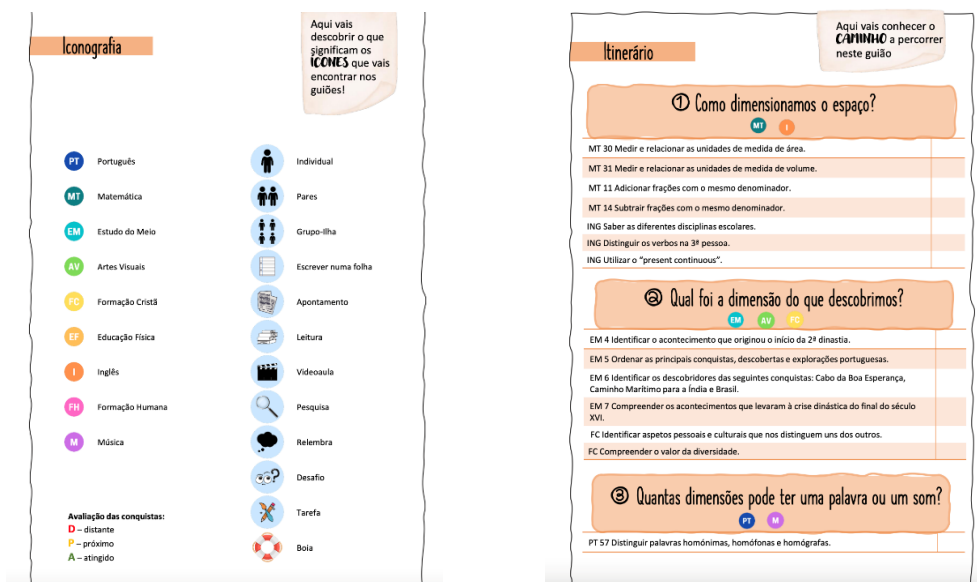 Iconografia
Aqui vais
descobrir o que
significam os
ÍCONES que vais
encontrar nos
guiões!
PT Português
MT Matemática
EM Estudo do Meio
AV Artes Visuais
FC Formação Cristã
EF Educação Física
I Inglês
FH Formação Humana
M Música
Individual
Pares
Grupo-Ilha
Escrever numa folha
Apontamento
Leitura
Videoaula
Pesquisa
Relembra
Desafio
Tarefa
Boia
Avaliação das conquistas:
D – distante
P – próximo
A – atingido
Itinerário
Aqui vais conhecer o
CAMINHO a percorrer
neste guião
① Como dimensionamos o espaço?
MT I
MT 30 Medir e relacionar as unidades de medida de área.
MT 31 Medir e relacionar as unidades de medida de volume.
MT 11 Adicionar frações com o mesmo denominador.
MT 14 Subtrair frações com o mesmo denominador.
ING Saber as diferentes disciplinas escolares.
ING Distinguir os verbos na 3ª pessoa.
ING Utilizar o “present continuous”.
② Qual foi a dimensão do que descobrimos?
EM AV FC
EM 4 Identificar o acontecimento que originou o início da 2ª dinastia.
EM 5 Ordenar as principais conquistas, descobertas e explorações portuguesas.
EM 6 Identificar os descobridores das seguintes conquistas: Cabo da Boa Esperança,
Caminho Marítimo para a Índia e Brasil.
EM 7 Compreender os acontecimentos que levaram à crise dinástica do final do século
XVI.
FC Identificar aspetos pessoais e culturais que nos distinguem uns dos outros.
FC Compreender o valor da diversidade.
③ Quantas dimensões pode ter uma palavra ou um som?
PT M
PT 57 Distinguir palavras homónimas, homófonas e homógrafas.